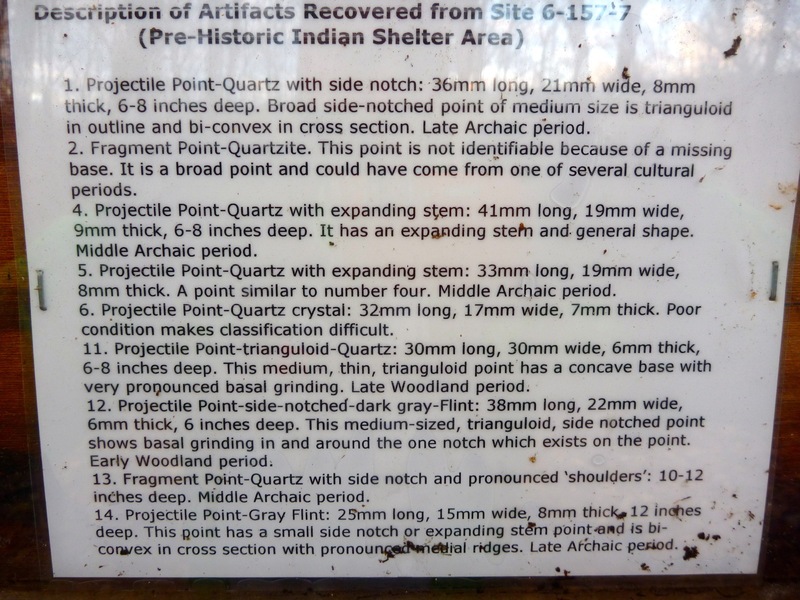 Description of Artifacts Recovered from Site 6-157-7
(Pre-Historic Indian Shelter Area)
1. Projectile Point-Quartz with side notch: 36mm long, 21mm wide, 8mm
thick, 6-8 inches deep. Broad side-notched point of medium size is trianguloid
in outline and bi-convex in cross section. Late Archaic period.
2. Fragment Point-Quartzite. This point is not identifiable because of a missing
base. It is a broad point and could have come from one of several cultural
periods.
4. Projectile Point-Quartz with expanding stem: 41mm long, 19mm wide,
9mm thick, 6-8 inches deep. It has an expanding stem and general shape.
Middle Archaic period.
5. Projectile Point-Quartz with expanding stem: 33mm long, 19mm wide,
8mm thick. A point similar to number four. Middle Archaic period.
6. Projectile Point-Quartz crystal: 32mm long, 17mm wide, 7mm thick. Poor
condition makes classification difficult.
11. Projectile Point-trianguloid-Quartz: 30mm long, 30mm wide, 6mm thick,
6-8 inches deep. This medium, thin, trianguloid point has a concave base with
very pronounced basal grinding. Late Woodland period.
12. Projectile Point-side-notched-dark gray-Flint: 38mm long, 22mm wide,
6mm thick, 6 inches deep. This medium-sized, trianguloid, side notched point
shows basal grinding in and around the one notch which exists on the point.
Early Woodland period.
13. Fragment Point-Quartz with side notch and pronounced ‘shoulders’: 10-12
inches deep. Middle Archaic period.
14. Projectile Point-Gray Flint: 25mm long, 15mm wide, 8mm thick, 12 inches
deep. This point has a small side notch or expanding stem point and is bi-
convex in cross section with pronounced medial ridges. Late Archaic period.